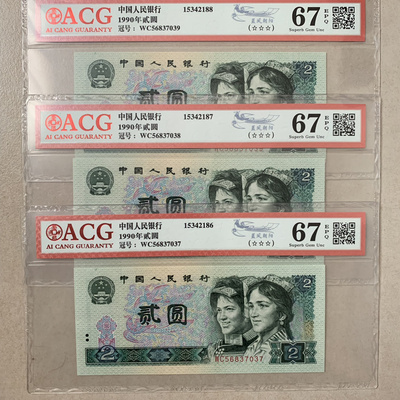 ACG
AI CANG GUARANTY
中国人民银行 15342188
1990年贰圆
冠号: WC56837039
(☆☆☆)
67 EPQ
Superb Gem Unc
中国人民银行
2
贰圆
ACG
AI CANG GUARANTY
中国人民银行 15342187
1990年贰圆
冠号: WC56837038
(☆☆☆)
67 EPQ
Superb Gem Unc
中国人民银行
2
贰圆
ACG
AI CANG GUARANTY
中国人民银行 15342186
1990年贰圆
冠号: WC56837037
(☆☆☆)
67 EPQ
Superb Gem Unc
中国人民银行
2
贰圆
WC56837037
2
2